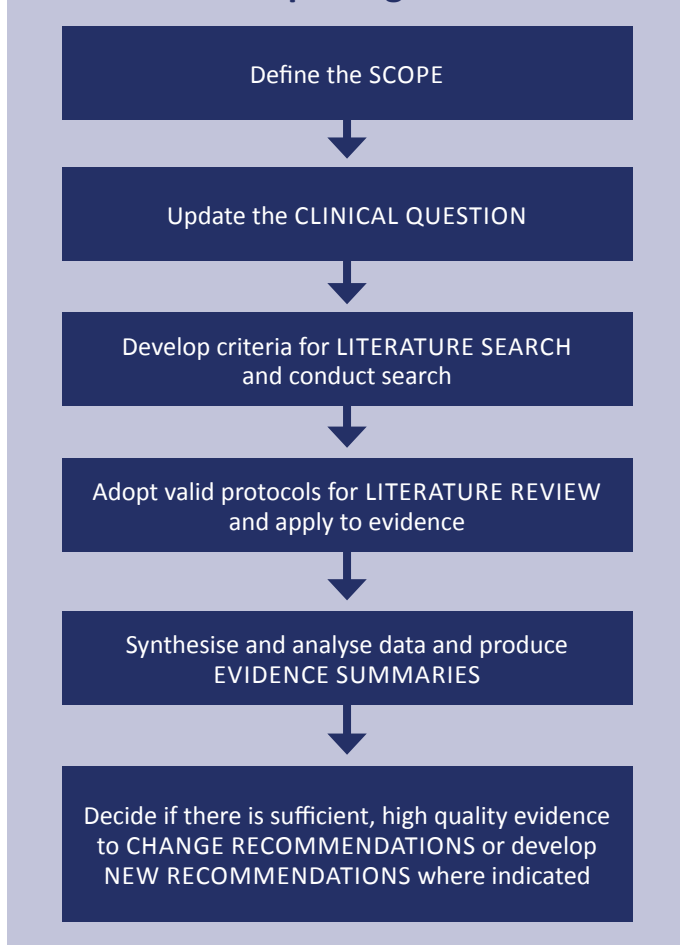 Define the SCOPE
Update the CLINICAL QUESTION
Develop criteria for LITERATURE SEARCH
and conduct search
Adopt valid protocols for LITERATURE REVIEW
and apply to evidence
Synthesise and analyse data and produce
EVIDENCE SUMMARIES
Decide if there is sufficient, high quality evidence
to CHANGE RECOMMENDATIONS or develop
NEW RECOMMENDATIONS where indicated